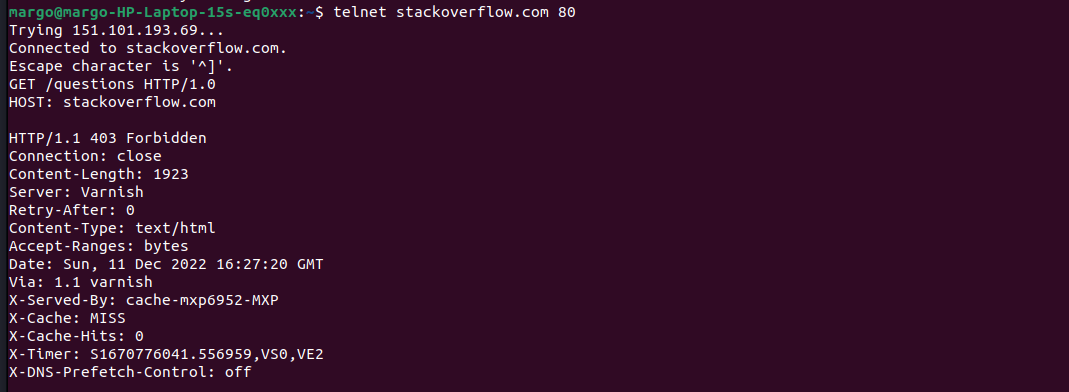 margo@margo-HP-Laptop-15s-eq0xxx:~$ telnet stackoverflow.com 80
Trying 151.101.193.69...
Connected to stackoverflow.com.
Escape character is '^]'.
GET /questions HTTP/1.0
HOST: stackoverflow.com

HTTP/1.1 403 Forbidden
Connection: close
Content-Length: 1923
Server: Varnish
Retry-After: 0
Content-Type: text/html
Accept-Ranges: bytes
Date: Sun, 11 Dec 2022 16:27:20 GMT
Via: 1.1 varnish
X-Served-By: cache-mxp6952-MXP
X-Cache: MISS
X-Cache-Hits: 0
X-Timer: S1670776041.556959,VS0,VE2
X-DNS-Prefetch-Control: off